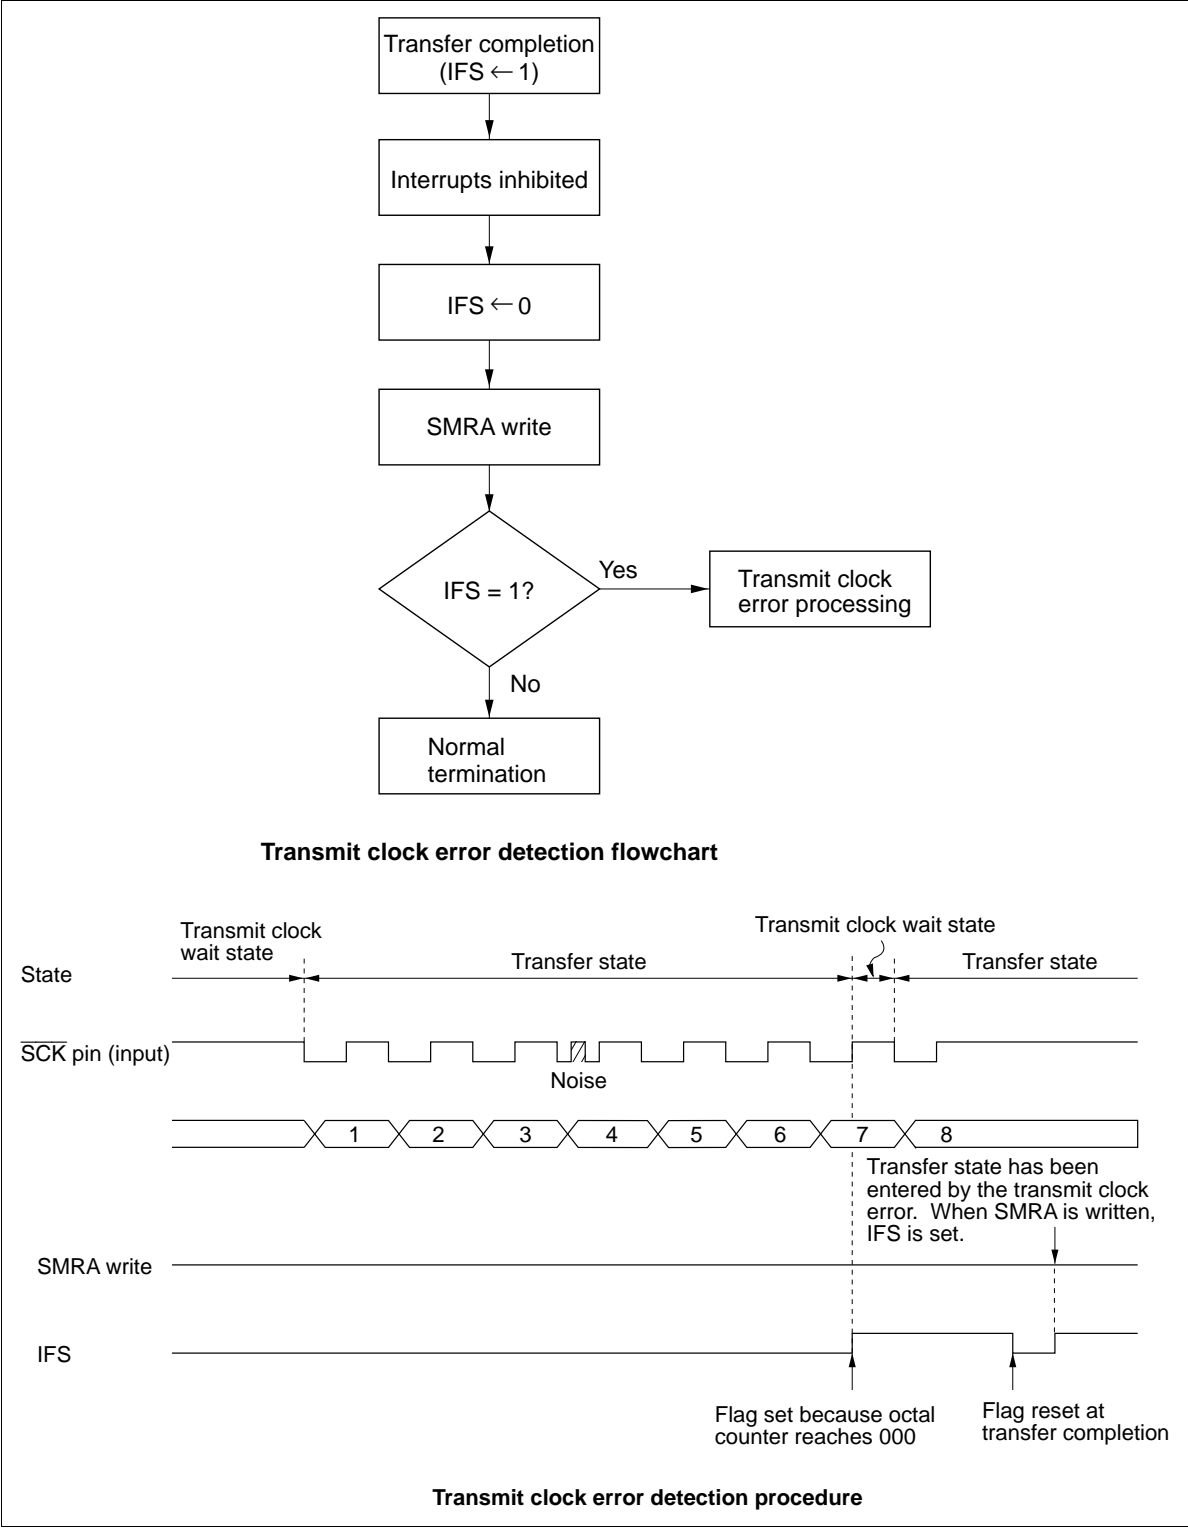 Transfer completion
(IFS ← 1)
Interrupts inhibited
IFS ← 0
SMRA write
IFS = 1?
Yes
Transmit clock
error processing
No
Normal
termination
Transmit clock error detection flowchart
Transmit clock
wait state
Transmit clock wait state
State
Transfer state
Transfer state
SCK pin (input)
Noise
1 2 3 4 5 6 7 8
Transfer state has been
entered by the transmit clock
error. When SMRA is written,
IFS is set.
SMRA write
IFS
Flag set because octal
counter reaches 000
Flag reset at
transfer completion
Transmit clock error detection procedure